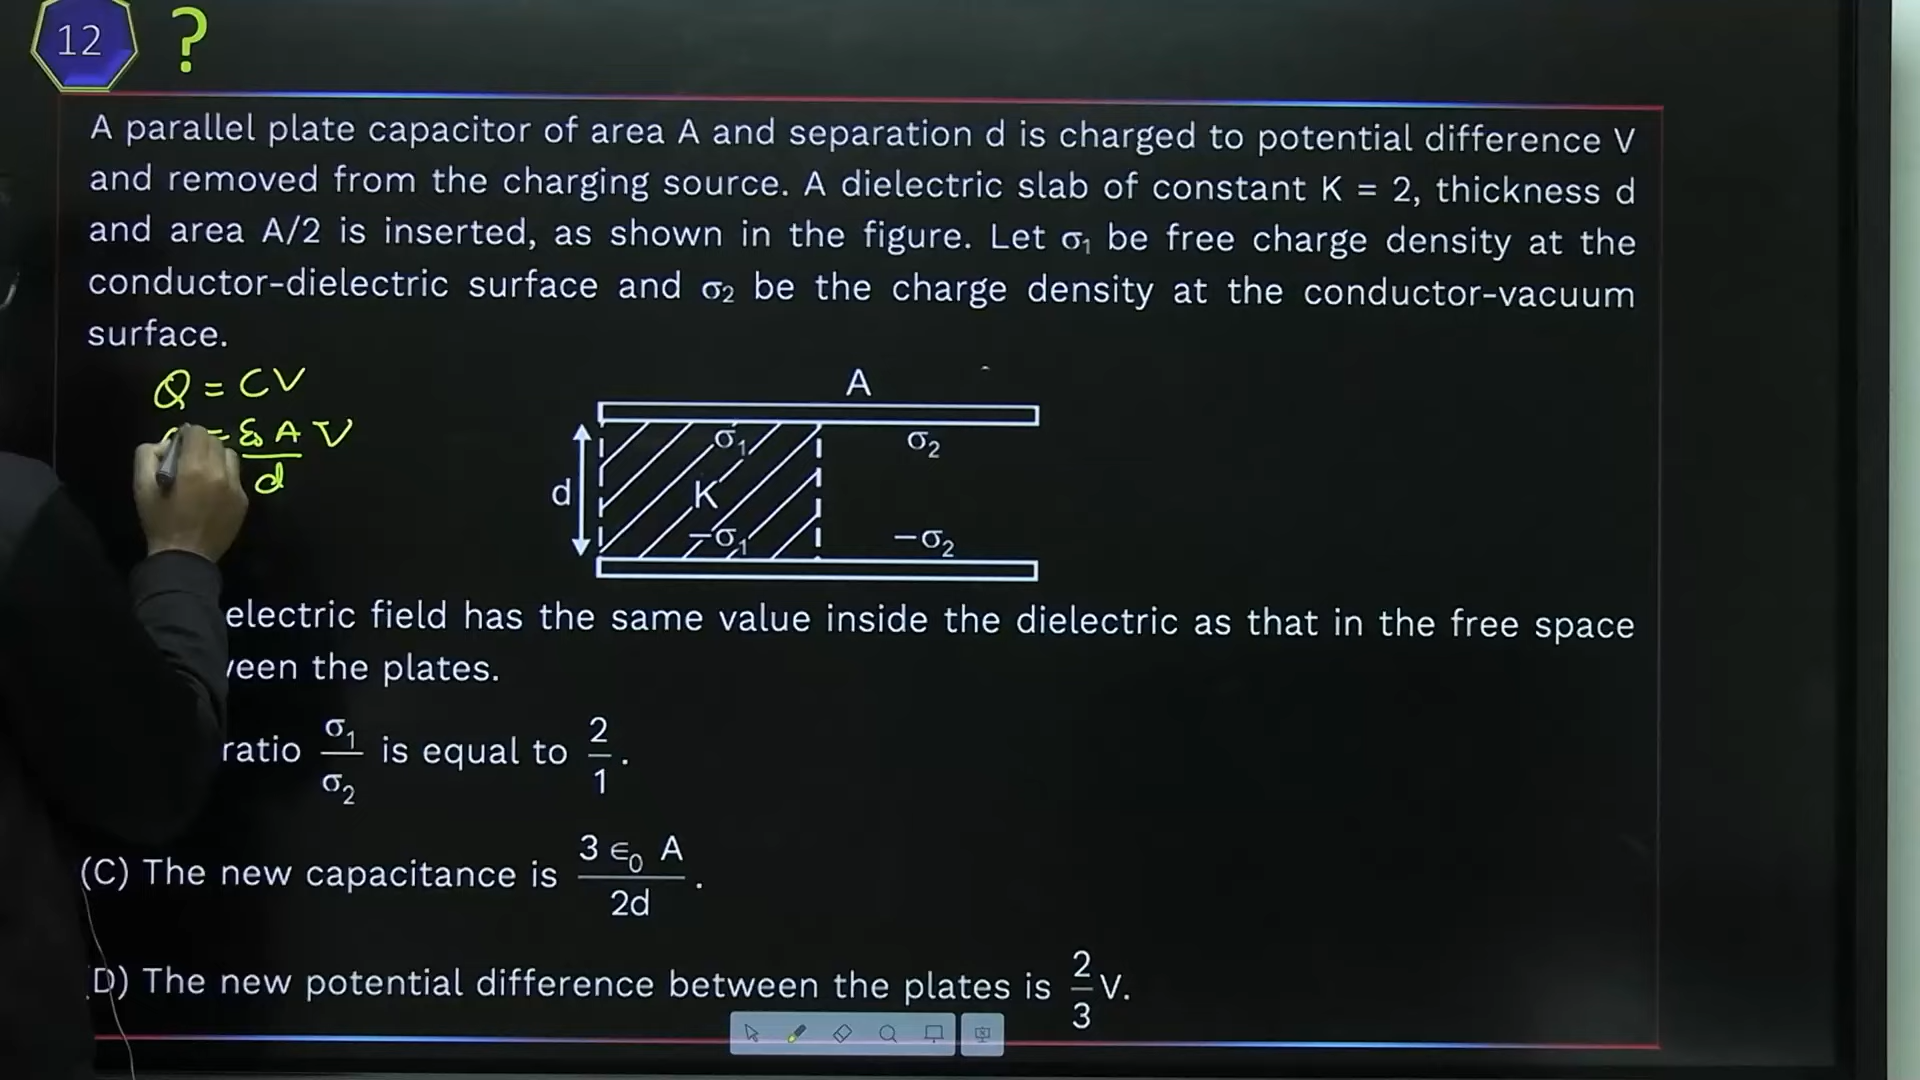 12 ?
A parallel plate capacitor of area A and separation d is charged to potential difference V
and removed from the charging source. A dielectric slab of constant K = 2, thickness d
and area A/2 is inserted, as shown in the figure. Let σ₁ be free charge density at the
conductor-dielectric surface and σ₂ be the charge density at the conductor-vacuum
surface.
Q = CV
= ε₀ A V
d
A
σ₁ σ₂
d
K
-σ₁ -σ₂
electric field has the same value inside the dielectric as that in the free space
the plates.
ratio σ₁/σ₂ is equal to 2/1.
(C) The new capacitance is 3 ∈₀ A / 2d.
D) The new potential difference between the plates is 2/3 V.